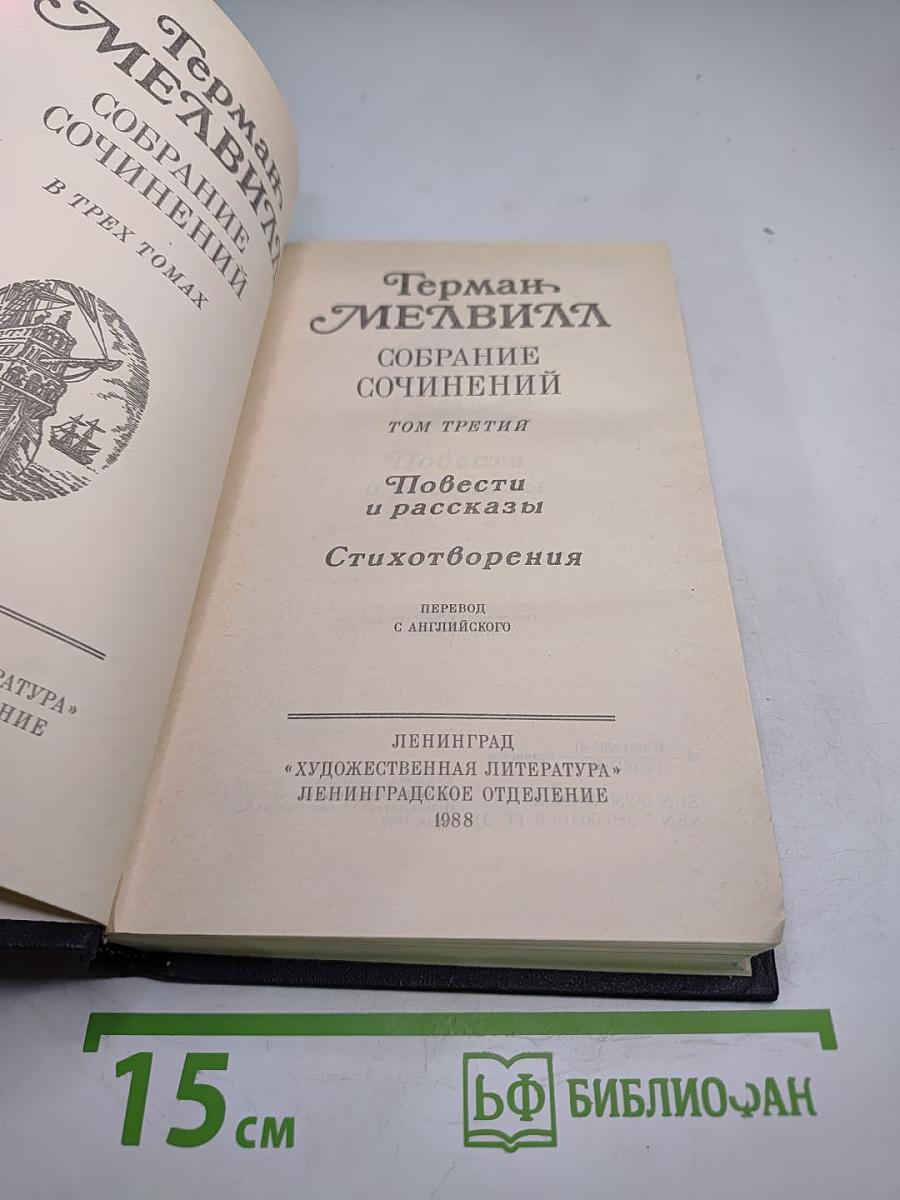 Герман
МЕЛВИЛЛ
СОБРАНИЕ
СОЧИНЕНИЙ
В ТРЕХ ТОМАХ
Герман
МЕЛВИЛЛ
СОБРАНИЕ
СОЧИНЕНИЙ
ТОМ ТРЕТИЙ
Повести
и рассказы
Стихотворения
ПЕРЕВОД
С АНГЛИЙСКОГО
ЛЕНИНГРАД
«ХУДОЖЕСТВЕННАЯ ЛИТЕРАТУРА»
ЛЕНИНГРАДСКОЕ ОТДЕЛЕНИЕ
1988
15 см
БФ БИБЛИОФАН